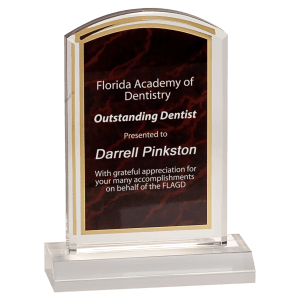 Florida Academy of
Dentistry
Outstanding Dentist
Presented to
Darrell Pinkston
With grateful appreciation for
your many accomplishments
on behalf of the FLAGD